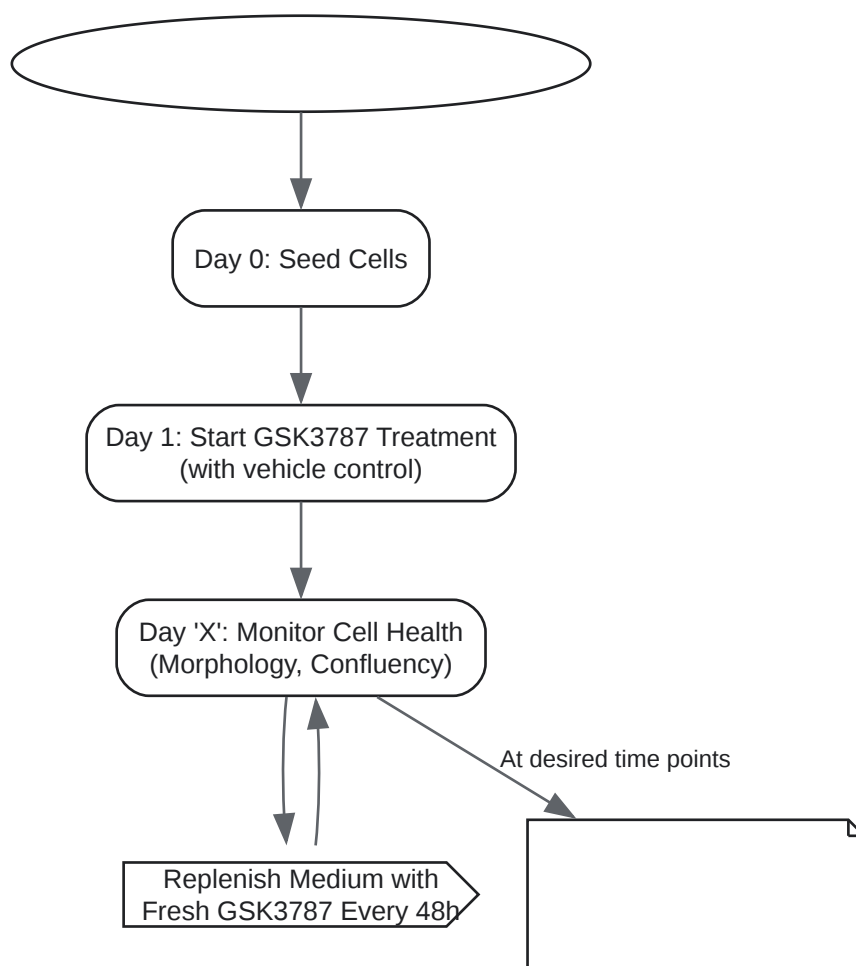 Day 0: Seed Cells
Day 1: Start GSK3787 Treatment
(with vehicle control)
Day 'X': Monitor Cell Health
(Morphology, Confluency)
At desired time points
Replenish Medium with
Fresh GSK3787 Every 48h